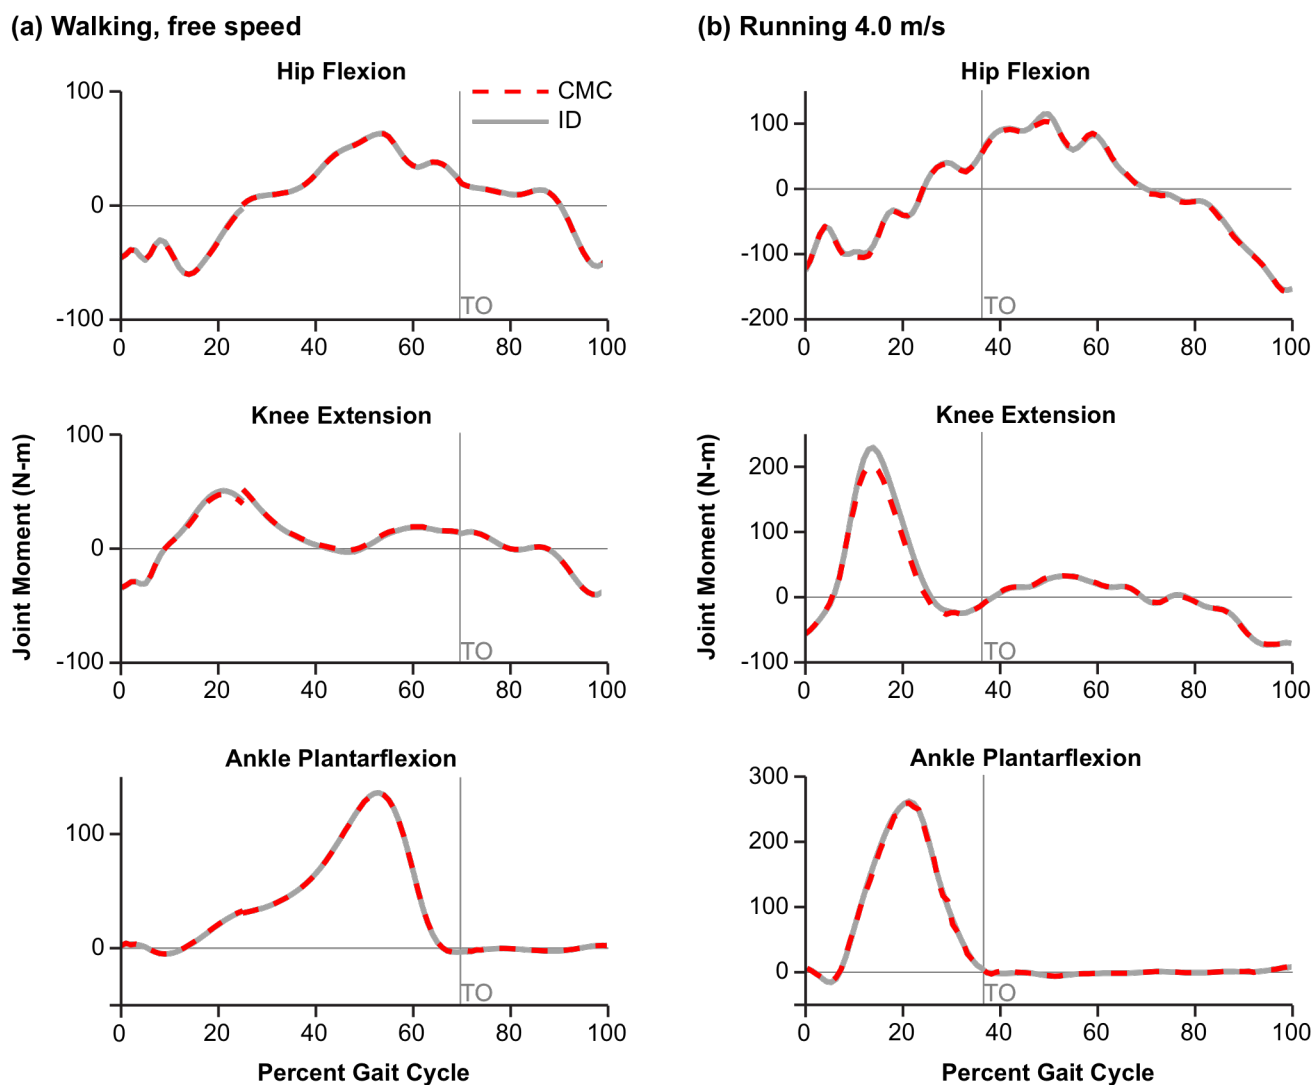 (a) Walking, free speed
(b) Running 4.0 m/s
Hip Flexion
100
0
-100
CMC
ID
TO
0 20 40 60 80 100
Hip Flexion
100
0
-100
-200
TO
0 20 40 60 80 100
Joint Moment (N-m)
Knee Extension
100
0
-100
TO
0 20 40 60 80 100
Joint Moment (N-m)
Knee Extension
200
100
0
-100
TO
0 20 40 60 80 100
Ankle Plantarflexion
100
0
TO
0 20 40 60 80 100
Percent Gait Cycle
Ankle Plantarflexion
300
200
100
0
TO
0 20 40 60 80 100
Percent Gait Cycle